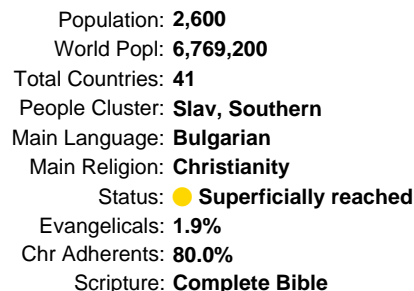 Population: 2,600
World Popl: 6,769,200
Total Countries: 41
People Cluster: Slav, Southern
Main Language: Bulgarian
Main Religion: Christianity
Status: Superficially reached
Evangelicals: 1.9%
Chr Adherents: 80.0%
Scripture: Complete Bible